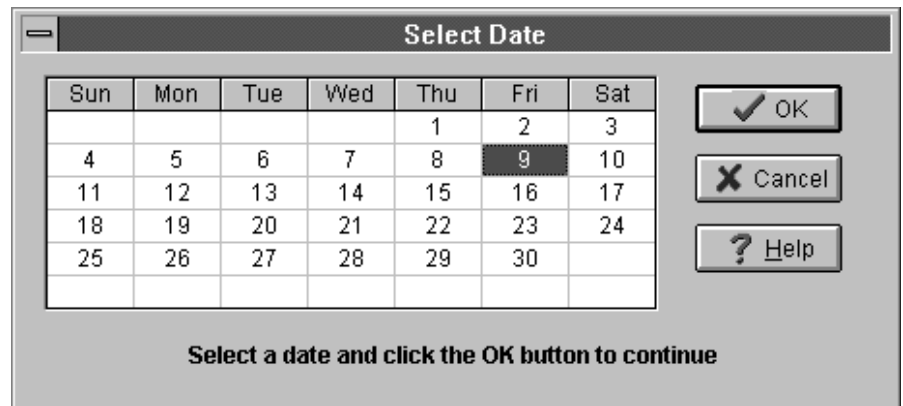 Select Date
Sun Mon Tue Wed Thu Fri Sat
1 2 3
4 5 6 7 8 9 10
11 12 13 14 15 16 17
18 19 20 21 22 23 24
25 26 27 28 29 30
OK
Cancel
Help
Select a date and click the OK button to continue